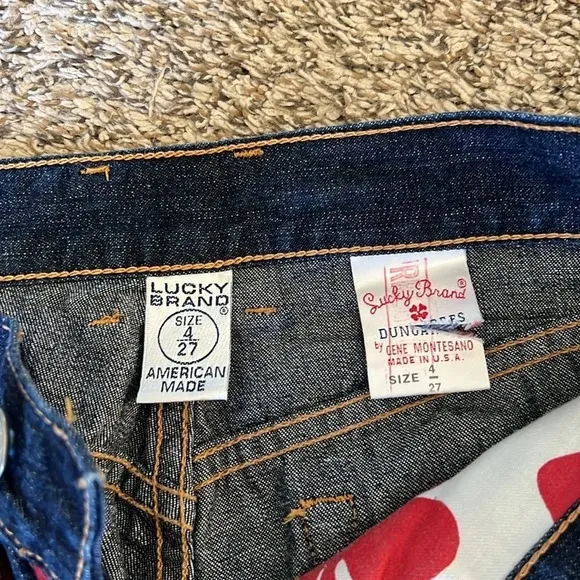 LUCKY
BRAND®
SIZE
4
27
AMERICAN
MADE
Lucky Brand®
DUNGAREES
by GENE MONTESANO
MADE IN U.S.A.
SIZE 4
27